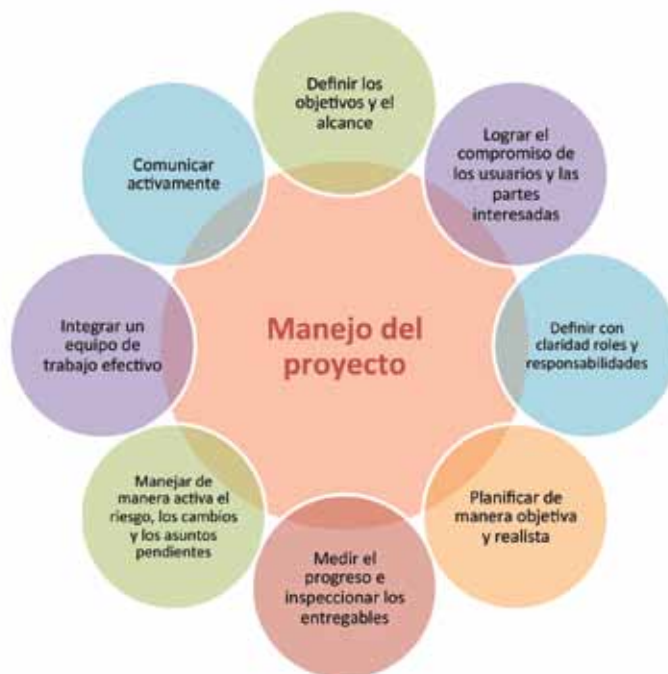 Definir los
objetivos y el
alcance
Lograr el
compromiso de
los usuarios y las
partes
interesadas
Definir con
claridad roles y
responsabilidades
Planificar de
manera objetiva
y realista
Medir el
progreso e
inspeccionar los
entregables
Manejar de
manera activa el
riesgo, los cambios
y los asuntos
pendientes
Integrar un
equipo de
trabajo efectivo
Comunicar
activamente
Manejo del
proyecto